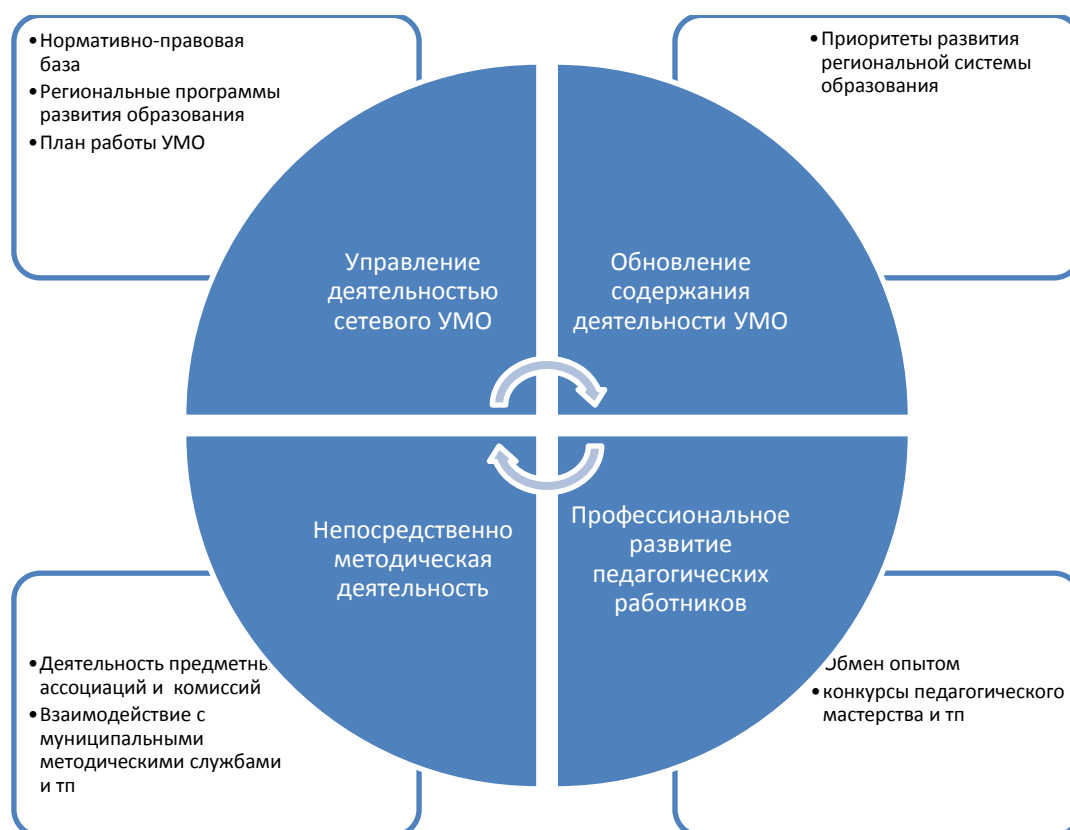 •Нормативно-правовая
база
•Региональные программы
развития образования
•План работы УМО
•Приоритеты развития
региональной системы
образования
Управление
деятельностью
сетевого УМО
Обновление
содержания
деятельности УМО
Непосредственно
методическая
деятельность
Профессиональное
развитие
педагогических
работников
•Деятельность
ассоциаций и комиссий
•Взаимодействие с
муниципальными
методическими службами
и тп
Обмен опытом
•конкурсы педагогического
мастерства и тп